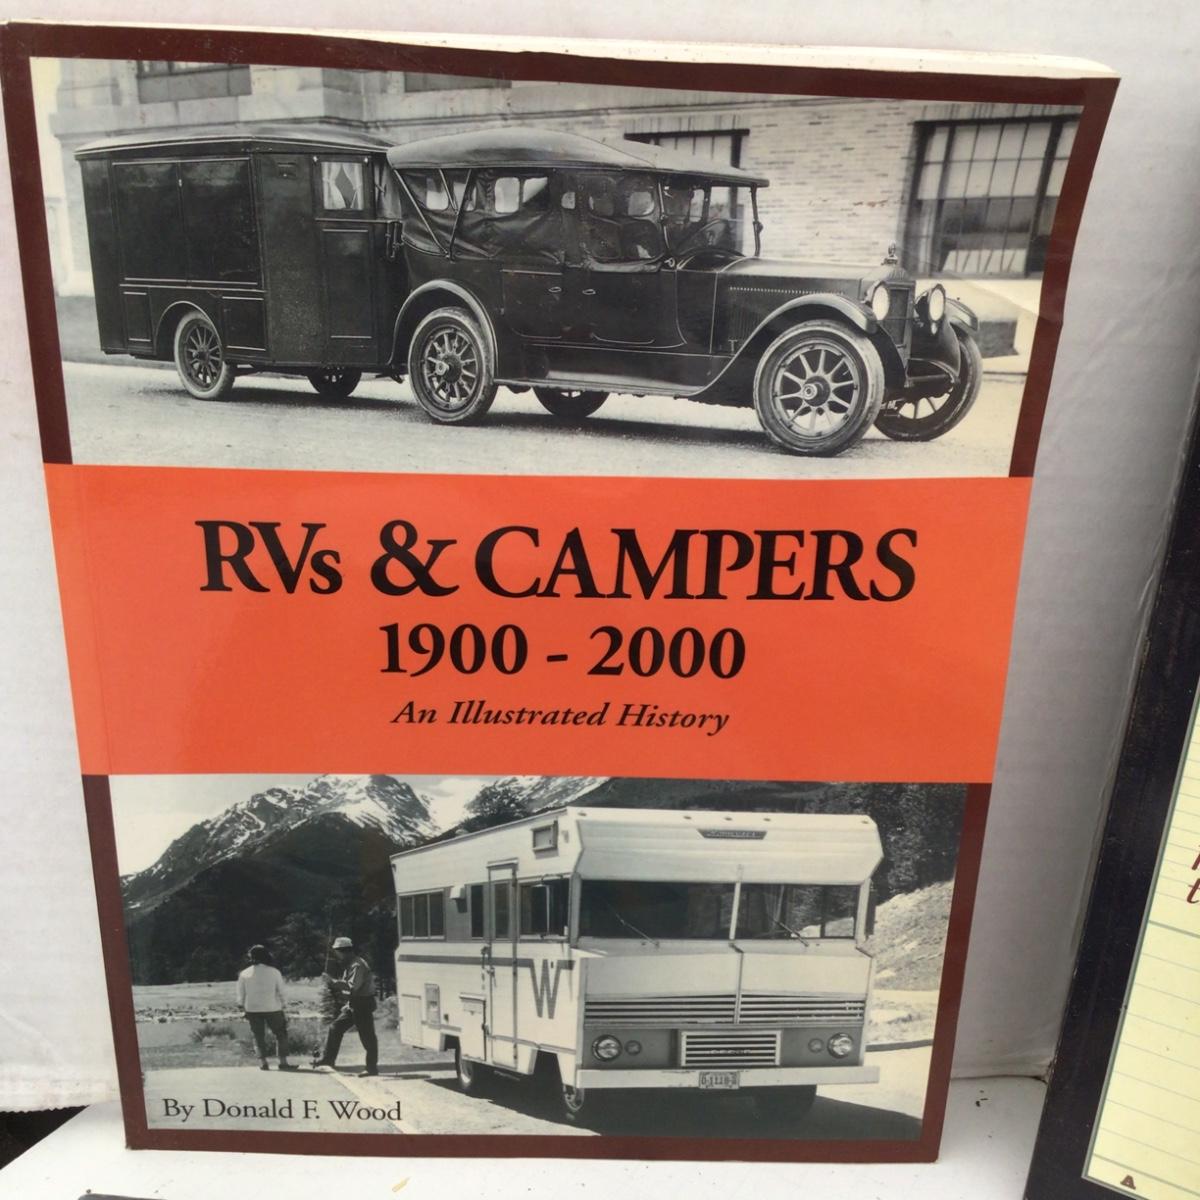 RVs & CAMPERS
1900 - 2000
An Illustrated History
W
By Donald F. Wood
A